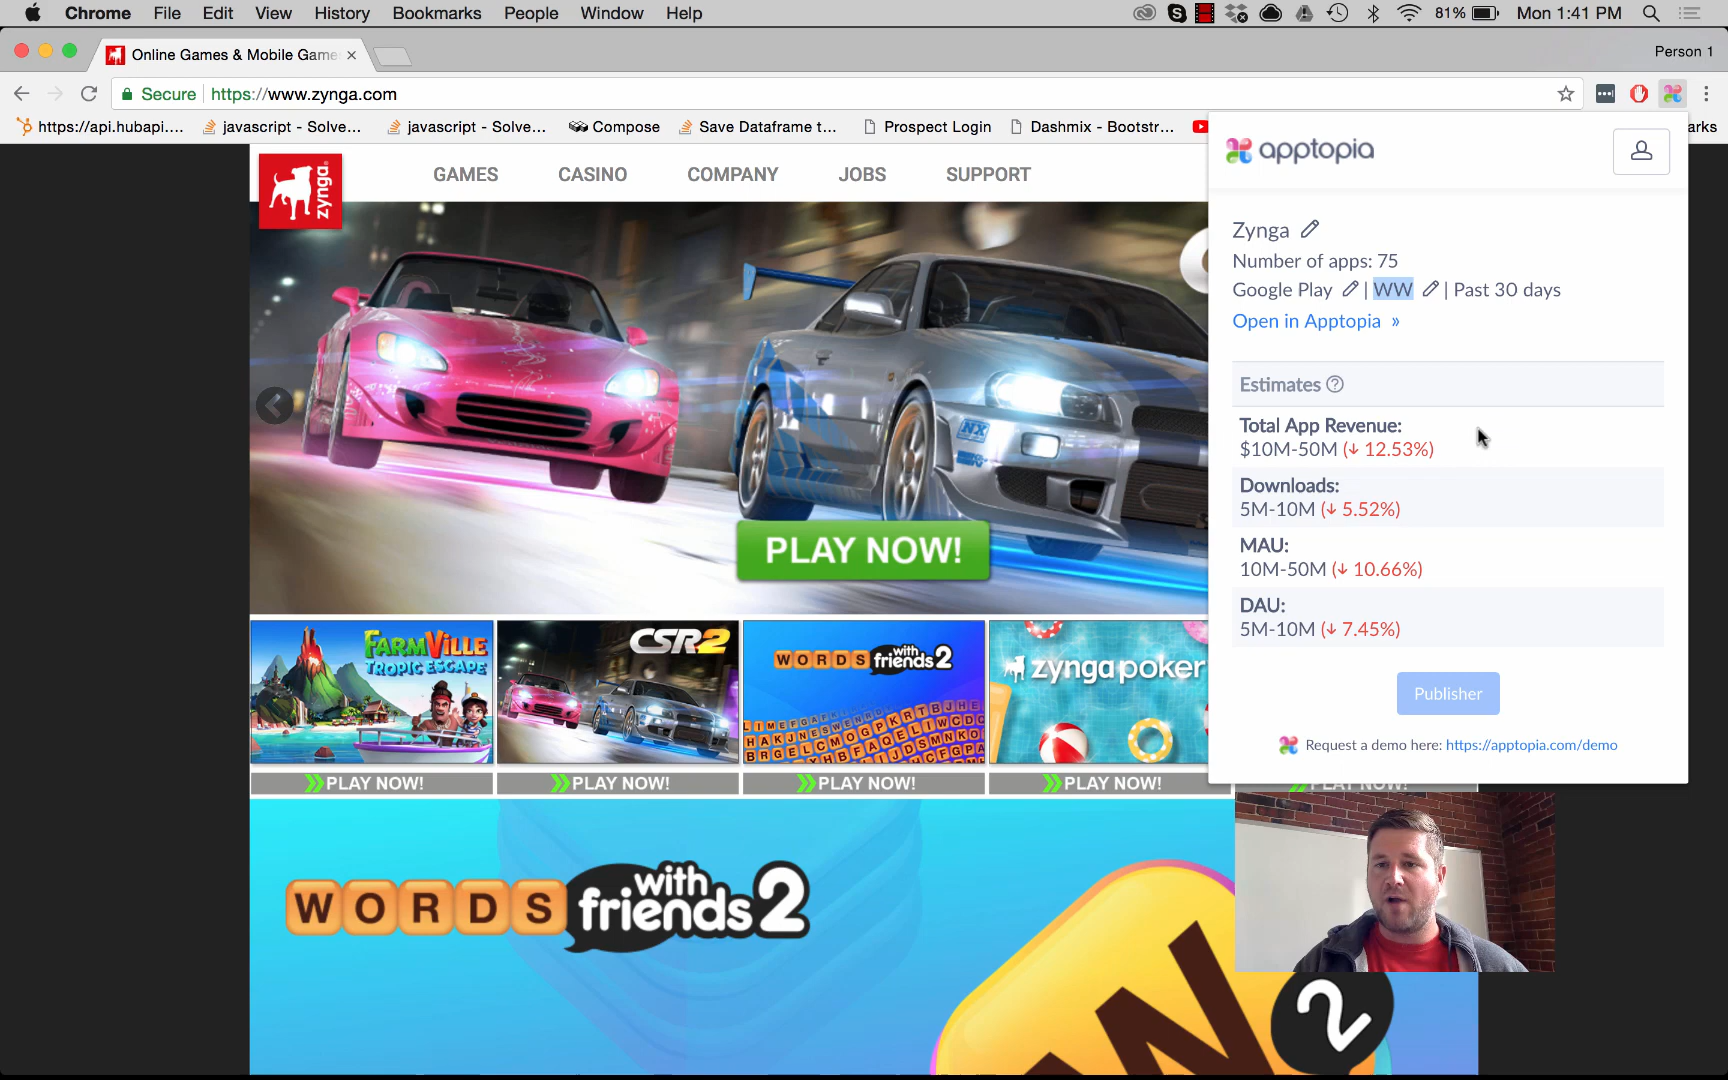 Chrome File Edit View History Bookmarks People Window Help
81% Mon 1:41 PM
Online Games & Mobile Game
Person 1
Secure https://www.zynga.com
https://api.hubapi.... javascript - Solve... javascript - Solve... Compose Save Dataframe t... Prospect Login Dashmix - Bootstr... arks
zynga
GAMES CASINO COMPANY JOBS SUPPORT
PLAY NOW!
FARMVILLE
TROPIC ESCAPE
CSR2
WORDS with friends 2
zynga poker
PLAY NOW! PLAY NOW! PLAY NOW! PLAY NOW! PLAY NOW!
WORDS with friends 2
W
2
apptopia
Zynga
Number of apps: 75
Google Play | WW | Past 30 days
Open in Apptopia »
Estimates ?
Total App Revenue:
$10M-50M (↓ 12.53%)
Downloads:
5M-10M (↓ 5.52%)
MAU:
10M-50M (↓ 10.66%)
DAU:
5M-10M (↓ 7.45%)
Publisher
Request a demo here: https://apptopia.com/demo